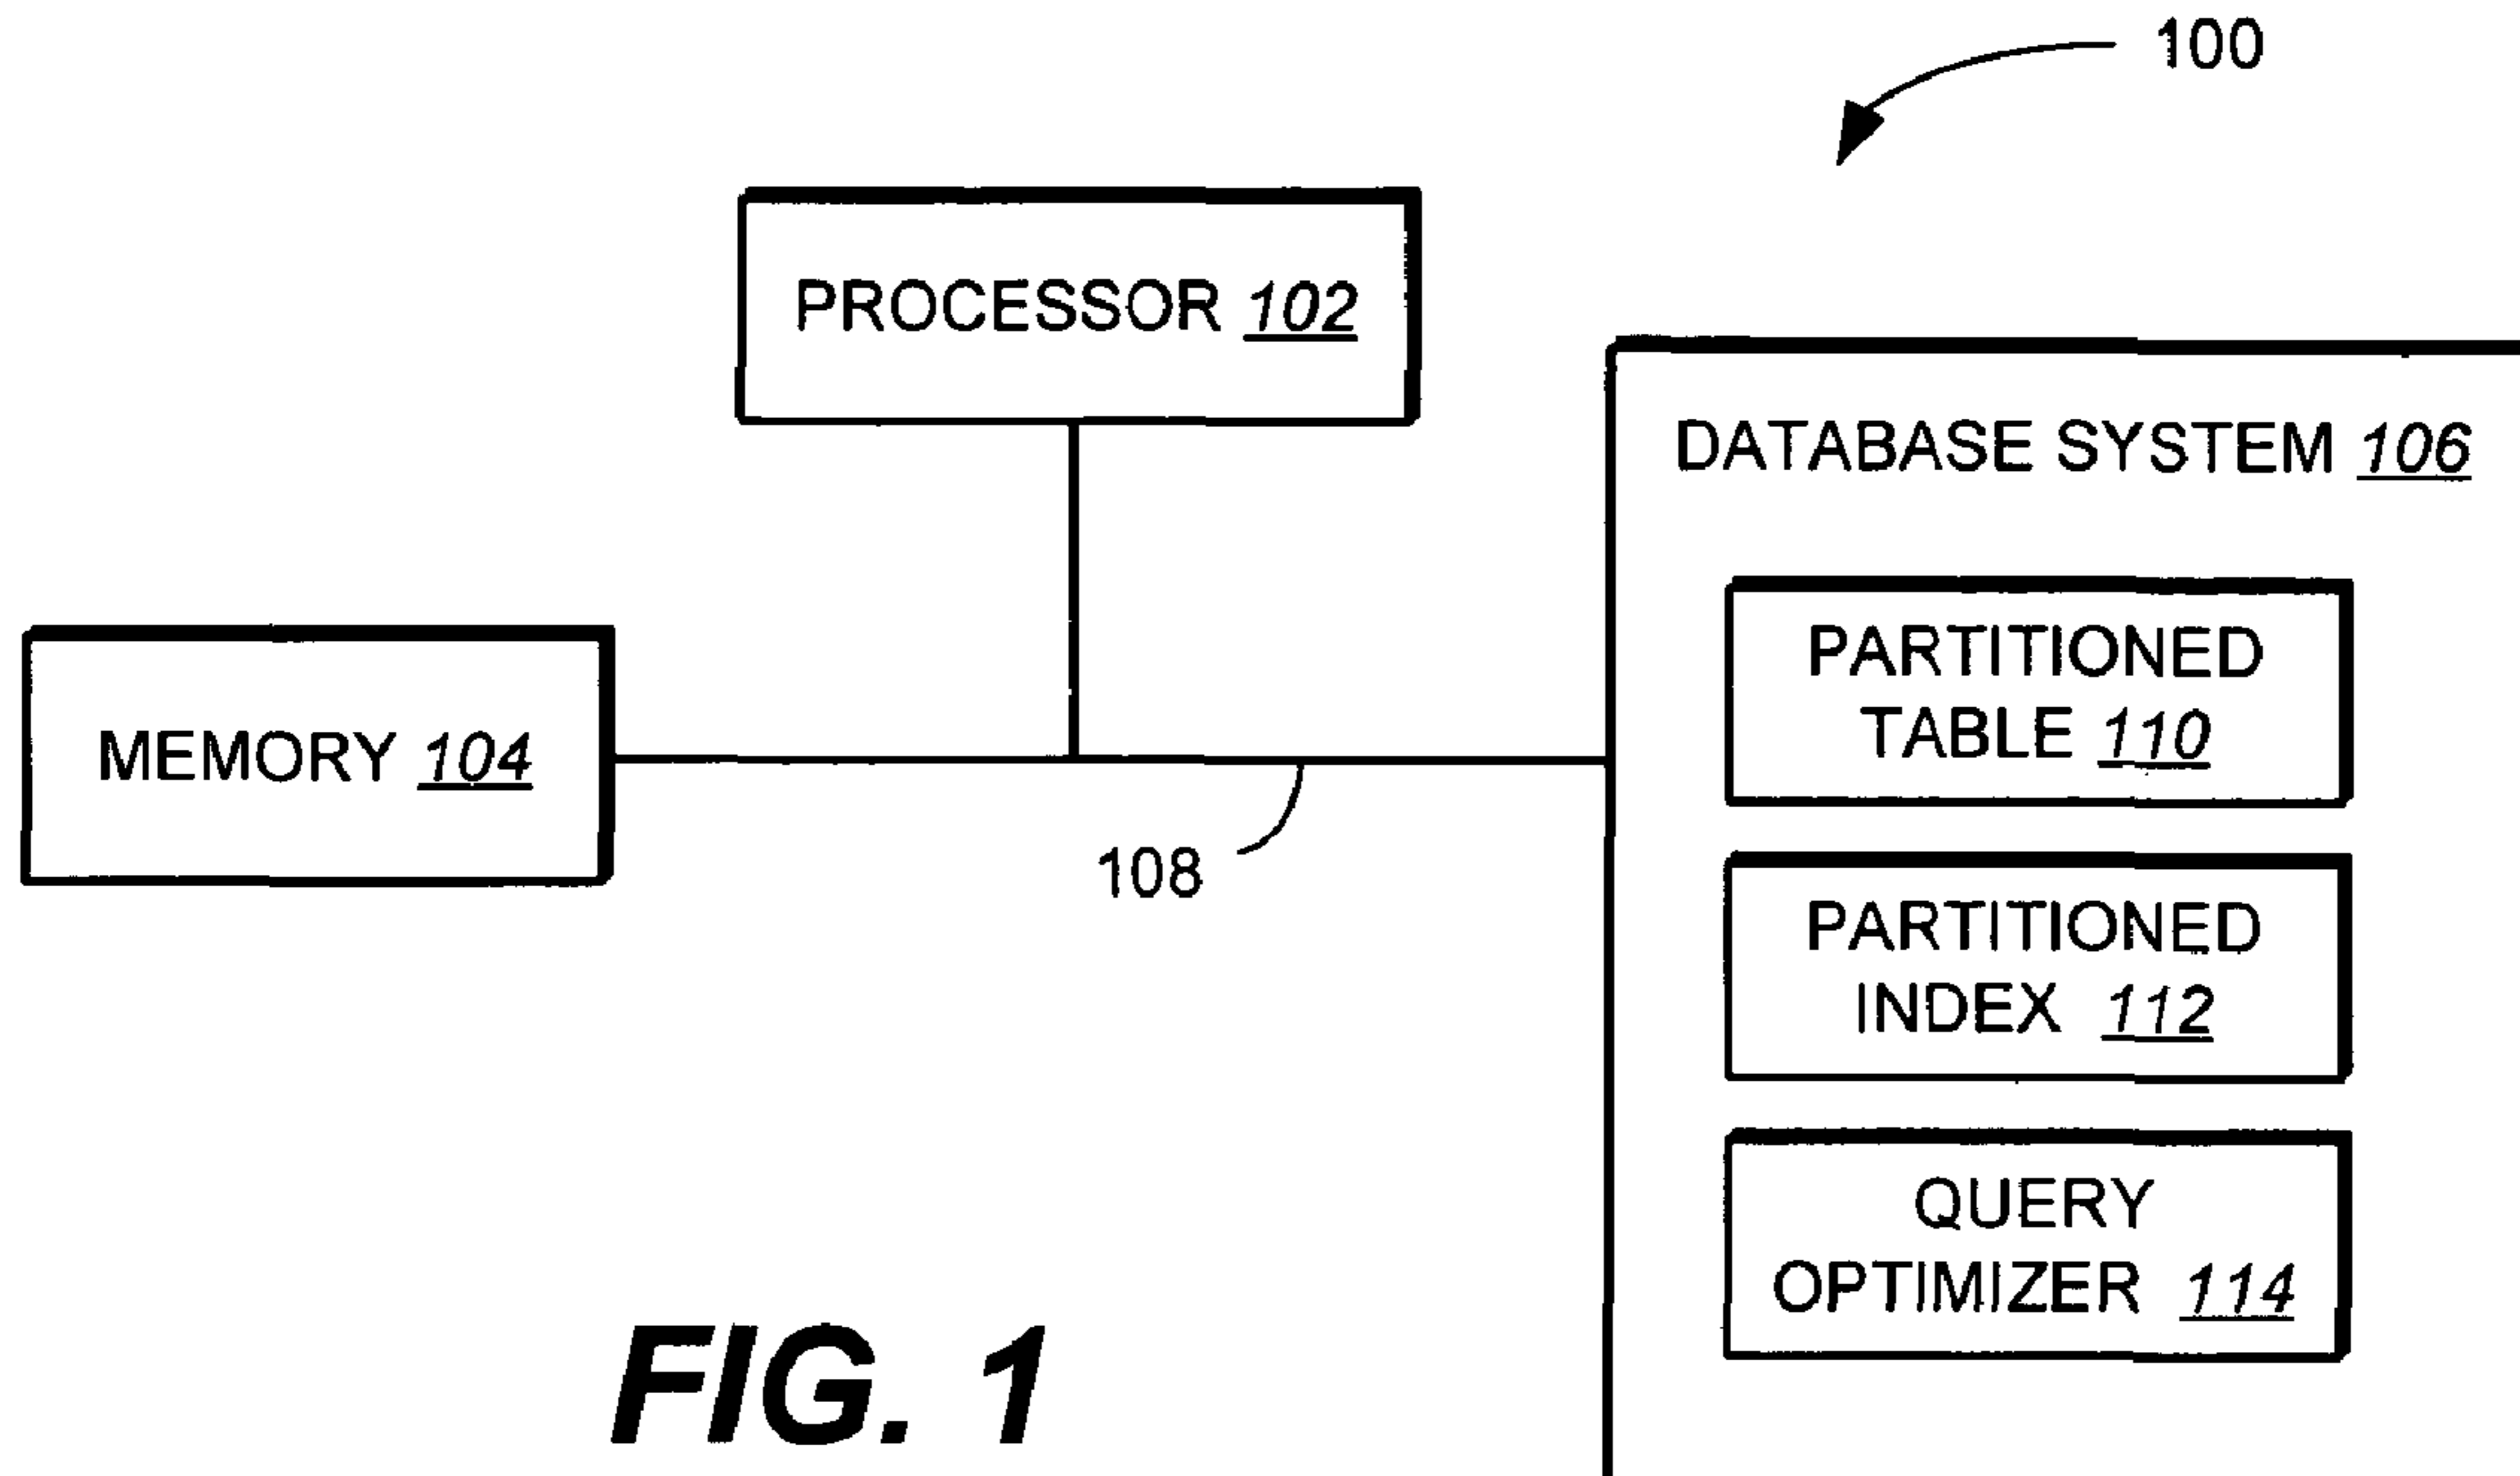 100
PROCESSOR 102
DATABASE SYSTEM 106
PARTITIONED
TABLE 110
MEMORY 104
108
PARTITIONED
INDEX 112
QUERY
OPTIMIZER 114
FIG. 1